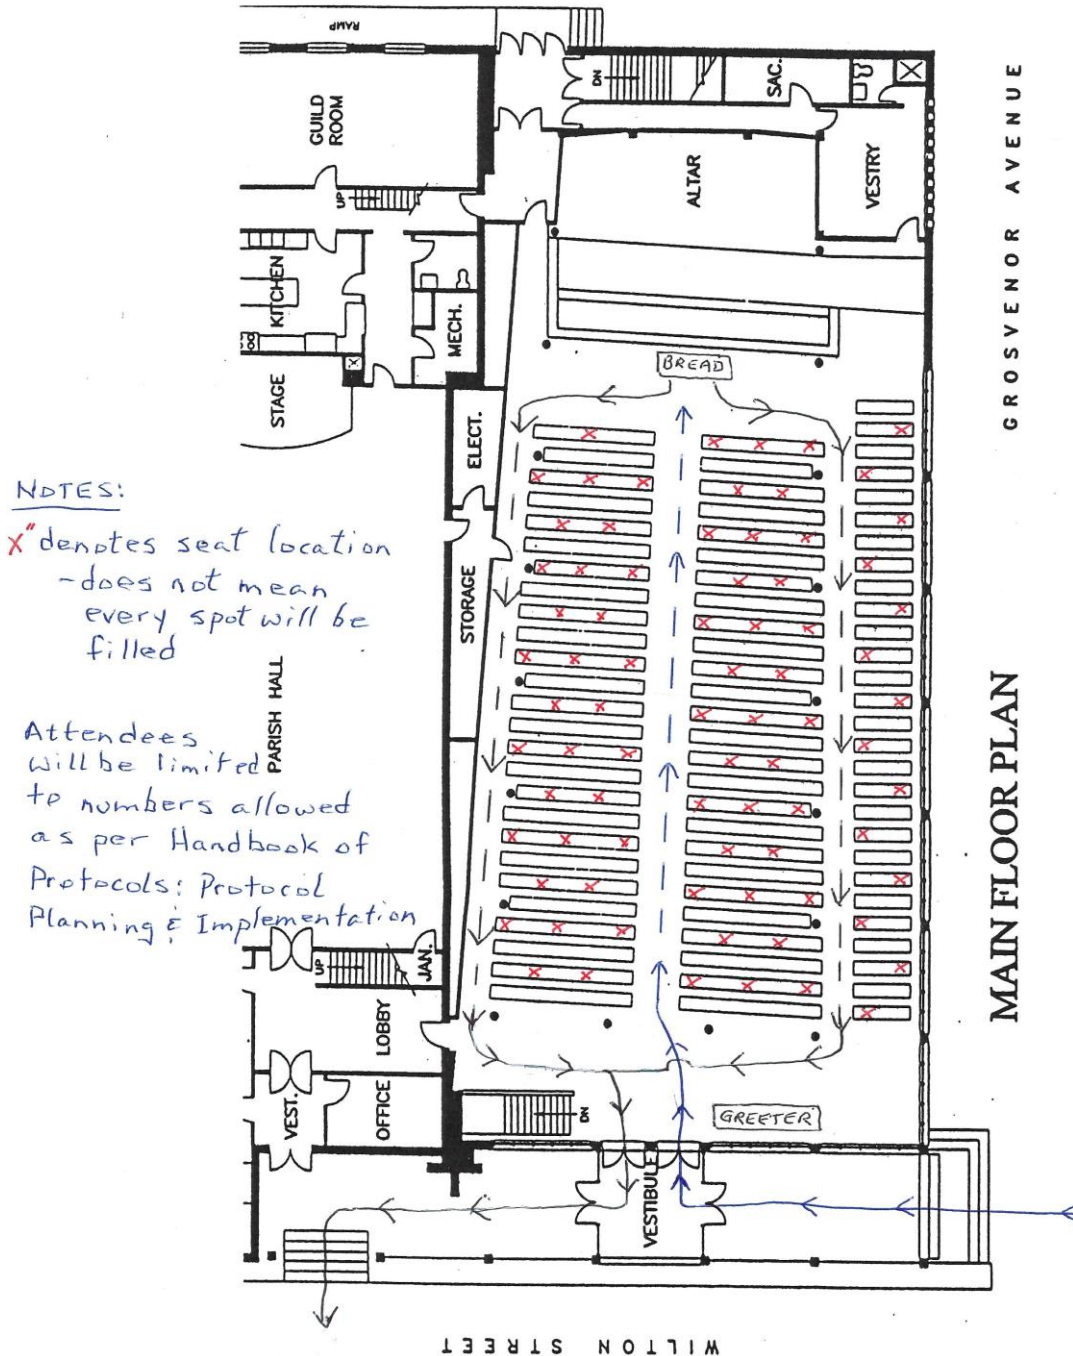 RAMP
GUILD
ROOM
UP
DN
SAC.
ALTAR
VESTRY
KITCHEN
STAGE
MECH.
ELECT.
STORAGE
BREAD
GROSVENOR AVENUE
NOTES:
X" denotes seat location
- does not mean
every spot will be
filled
PARISH HALL
Attendees
will be limited
to numbers allowed
as per Handbook of
Protocols: Protocol
Planning & Implementation
UP
JAN.
LOBBY
VEST.
OFFICE
DN
GREETER
VESTIBULE
MAIN FLOOR PLAN
WILTON STREET